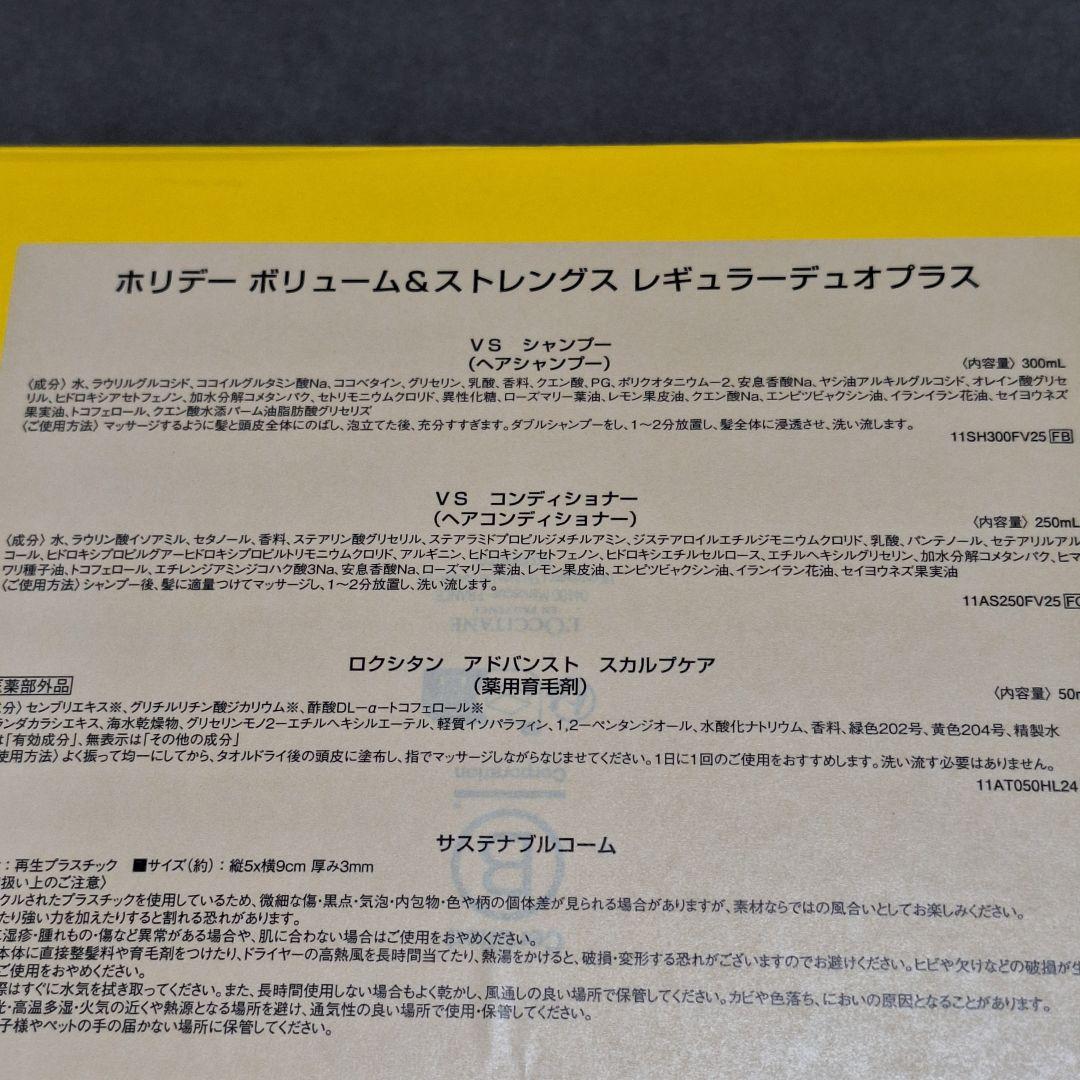 ホリデー ボリューム＆ストレングス レギュラーデュオプラス
VS シャンプー
（ヘアシャンプー）
〈内容量〉300mL
〈成分〉水、ラウリルグルコシド、ココイルグルタミン酸Na、ココベタイン、グリセリン、乳酸、香料、クエン酸、PG、ポリクオタニウム－2、安息香酸Na、ヤシ油アルキルグルコシド、オレイン酸グリセ
リル、ヒドロキシアセトフェノン、加水分解コメタンパク、セトリモニウムクロリド、異性化糖、ローズマリー葉油、レモン果皮油、クエン酸Na、エンピツビャクシン油、イランイラン花油、セイヨウネズ
果実油、トコフェロール、クエン酸水添パーム油脂肪酸グリセリズ
〈ご使用方法〉マッサージするように髪と頭皮全体にのばし、泡立てた後、充分すすぎます。ダブルシャンプーをし、1～2分放置し、髪全体に浸透させ、洗い流します。
11SH300FV25 FB
VS コンディショナー
（ヘアコンディショナー）
〈内容量〉250mL
〈成分〉水、ラウリン酸イソアミル、セタノール、香料、ステアリン酸グリセリル、ステアラミドプロピルジメチルアミン、ジステアロイルエチルジモニウムクロリド、乳酸、パンテノール、セテアリルアル
コール、ヒドロキシプロピルグアーヒドロキシプロピルトリモニウムクロリド、アルギニン、ヒドロキシアセトフェノン、ヒドロキシエチルセルロース、エチルヘキシルグリセリン、加水分解コメタンパク、ヒマ
ワリ種子油、トコフェロール、エチレンジアミンジコハク酸3Na、安息香酸Na、ローズマリー葉油、レモン果皮油、エンピツビャクシン油、イランイラン花油、セイヨウネズ果実油
〈ご使用方法〉シャンプー後、髪に適量つけてマッサージし、1～2分放置し、洗い流します。
11AS250FV25
L'OCCITANE
EN PROVENCE
ロクシタン アドバンスト スカルプケア
医薬部外品
（薬用育毛剤）
〈内容量〉50m
分〉センブリエキス※、グリチルリチン酸ジカリウム※、酢酸DL－α－トコフェロール※
ランダカラシエキス、海水乾燥物、グリセリンモノ2－エチルヘキシルエーテル、軽質イソパラフィン、1,2－ペンタンジオール、水酸化ナトリウム、香料、緑色202号、黄色204号、精製水
は「有効成分」、無表示は「その他の成分」
使用方法〉よく振って均一にしてから、タオルドライ後の頭皮に塗布し、指でマッサージしながらなじませてください。1日に1回のご使用をおすすめします。洗い流す必要はありません。
11AT050HL24
Corporation
B
サステナブルコーム
：再生プラスチック ■サイズ（約）：縦5x横9cm 厚み3mm
扱い上のご注意〉
クルされたプラスチックを使用しているため、微細な傷・黒点・気泡・内包物・色や柄の個体差が見られる場合がありますが、素材ならではの風合いとしてお楽しみください。
たり強い力を加えたりすると割れる恐れがあります。
湿疹・腫れもの・傷など異常がある場合や、肌に合わない場合はご使用をおやめください。
本体に直接整髪料や育毛剤をつけたり、ドライヤーの高熱風を長時間当てたり、熱湯をかけると、破損・変形する恐れがございますのでお避けください。ヒビや欠けなどの破損が生
ご使用をおやめください。
際はすぐに水気を拭き取ってください。また、長時間使用しない場合もよく乾かし、風通しの良い場所で保管してください。カビや色落ち、においの原因となることがあります。
光・高温多湿・火気の近くや熱源となる場所を避け、通気性の良い場所で使用・保管してください。
子様やペットの手の届かない場所に保管してください。